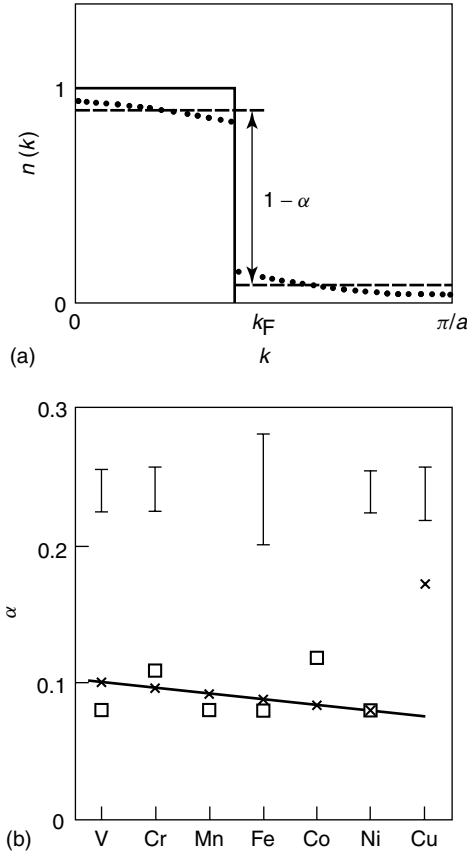 1
n (k)
1 – α
0
0
kF
π/a
(a)
k
0.3
0.2
α
0.1
0
(b)
V
Cr
Mn
Fe
Co
Ni
Cu